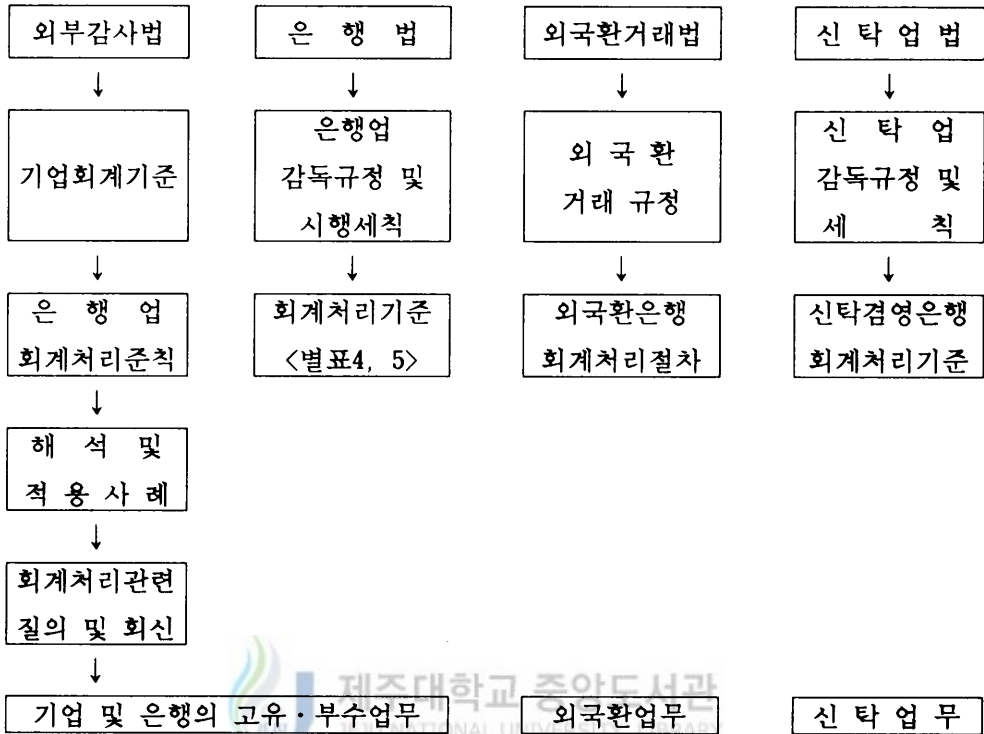 외부감사법
은 행 법
외국환거래법
신 탁 업 법
↓ ↓ ↓ ↓
기업회계기준
은행업
감독규정 및
시행세칙
외 국 환
거래 규정
신 탁 업
감독규정 및
세 칙
↓ ↓ ↓ ↓
은 행 업
회계처리준칙
회계처리기준
<별표4, 5>
외국환은행
회계처리절차
신탁겸영은행
회계처리기준
↓
해 석 및
적 용 사 례
↓
회계처리관련
질의 및 회신
↓
기업 및 은행의 고유·부수업무
외국환업무
신 탁 업 무
제주대학교 중앙도서관
JEJU NATIONAL UNIVERSITY LIBRARY